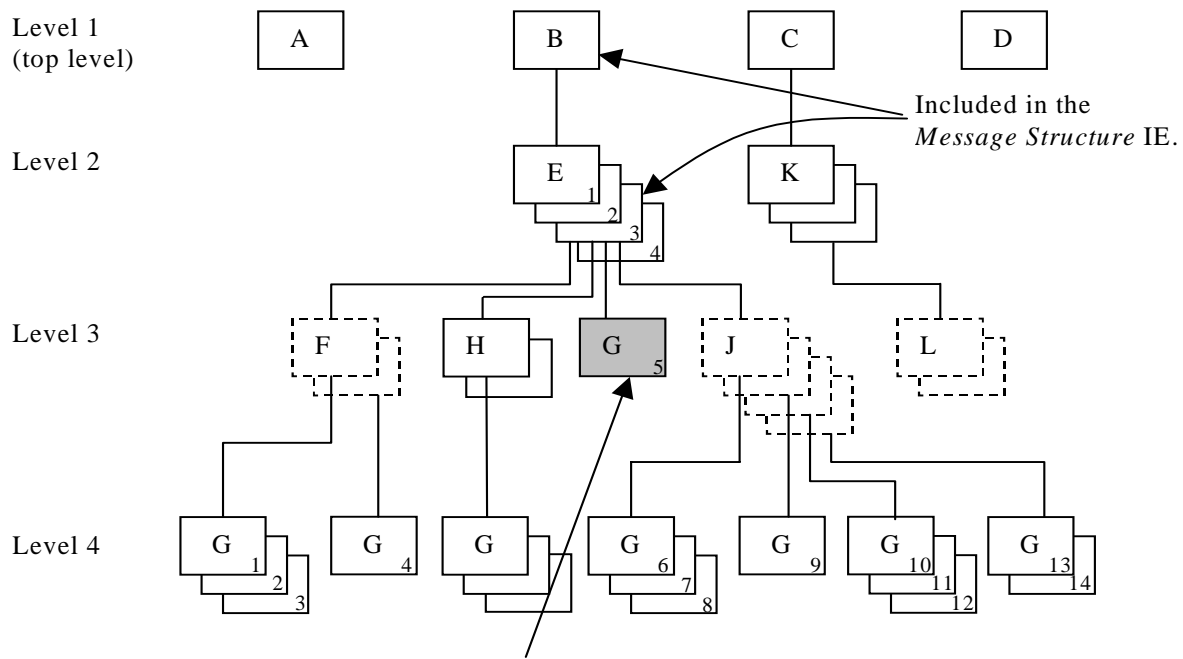 Level 1
(top level)
A
B
C
D
Included in the
Message Structure IE.
Level 2
E
1
2
3
4
K
Level 3
F
H
G
5
J
L
Level 4
G
1
2
3
G
4
G
G
6
7
8
G
9
G
10
11
12
G
13
14